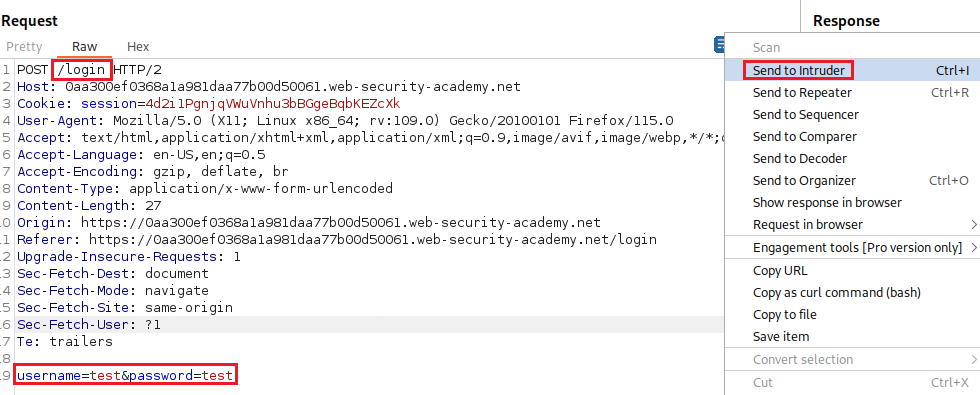 Request
Response
Pretty Raw Hex
1 POST /login HTTP/2
2 Host: 0aa300ef0368a1a981daa77b00d50061.web-security-academy.net
3 Cookie: session=4d2i1PgnjqVWuVnhu3bBGgeBqbKEZcXk
4 User-Agent: Mozilla/5.0 (X11; Linux x86_64; rv:109.0) Gecko/20100101 Firefox/115.0
5 Accept: text/html,application/xhtml+xml,application/xml;q=0.9,image/avif,image/webp,*/*;
6 Accept-Language: en-US,en;q=0.5
7 Accept-Encoding: gzip, deflate, br
8 Content-Type: application/x-www-form-urlencoded
9 Content-Length: 27
10 Origin: https://0aa300ef0368a1a981daa77b00d50061.web-security-academy.net
11 Referer: https://0aa300ef0368a1a981daa77b00d50061.web-security-academy.net/login
12 Upgrade-Insecure-Requests: 1
13 Sec-Fetch-Dest: document
14 Sec-Fetch-Mode: navigate
15 Sec-Fetch-Site: same-origin
16 Sec-Fetch-User: ?1
17 Te: trailers
18
19 username=test&password=test
Scan
Send to Intruder Ctrl+I
Send to Repeater Ctrl+R
Send to Sequencer
Send to Comparer
Send to Decoder
Send to Organizer Ctrl+O
Show response in browser
Request in browser
Engagement tools [Pro version only]
Copy URL
Copy as curl command (bash)
Copy to file
Save item
Convert selection
Cut Ctrl+X